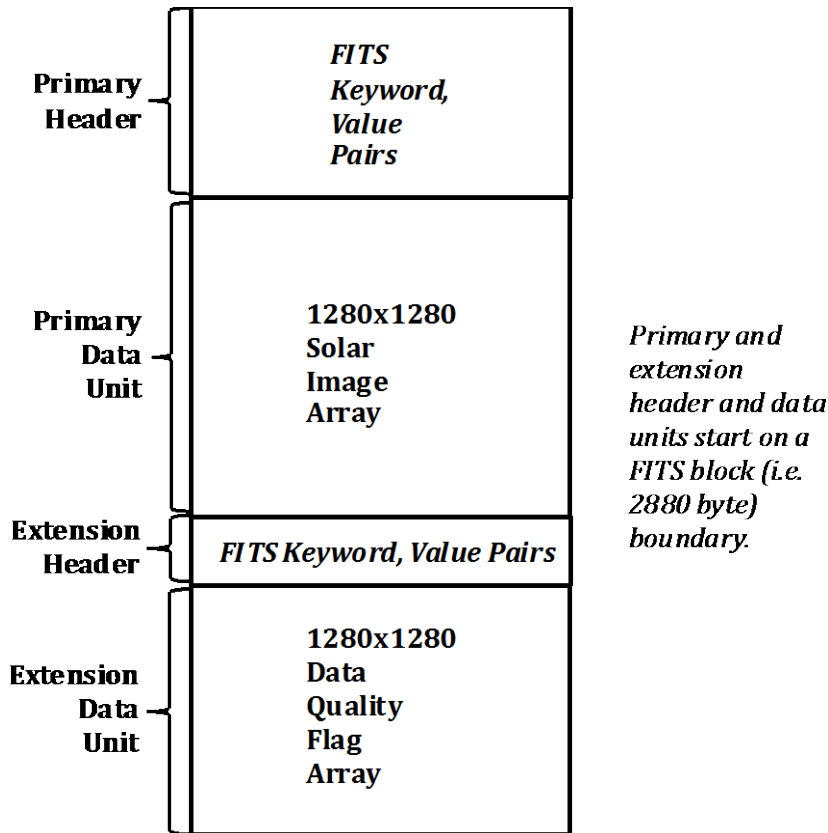 Primary
Header
FITS
Keyword,
Value
Pairs
Primary
Data
Unit
1280x1280
Solar
Image
Array
Primary and
extension
header and data
units start on a
FITS block (i.e.
2880 byte)
boundary.
Extension
Header
FITS Keyword, Value Pairs
Extension
Data
Unit
1280x1280
Data
Quality
Flag
Array